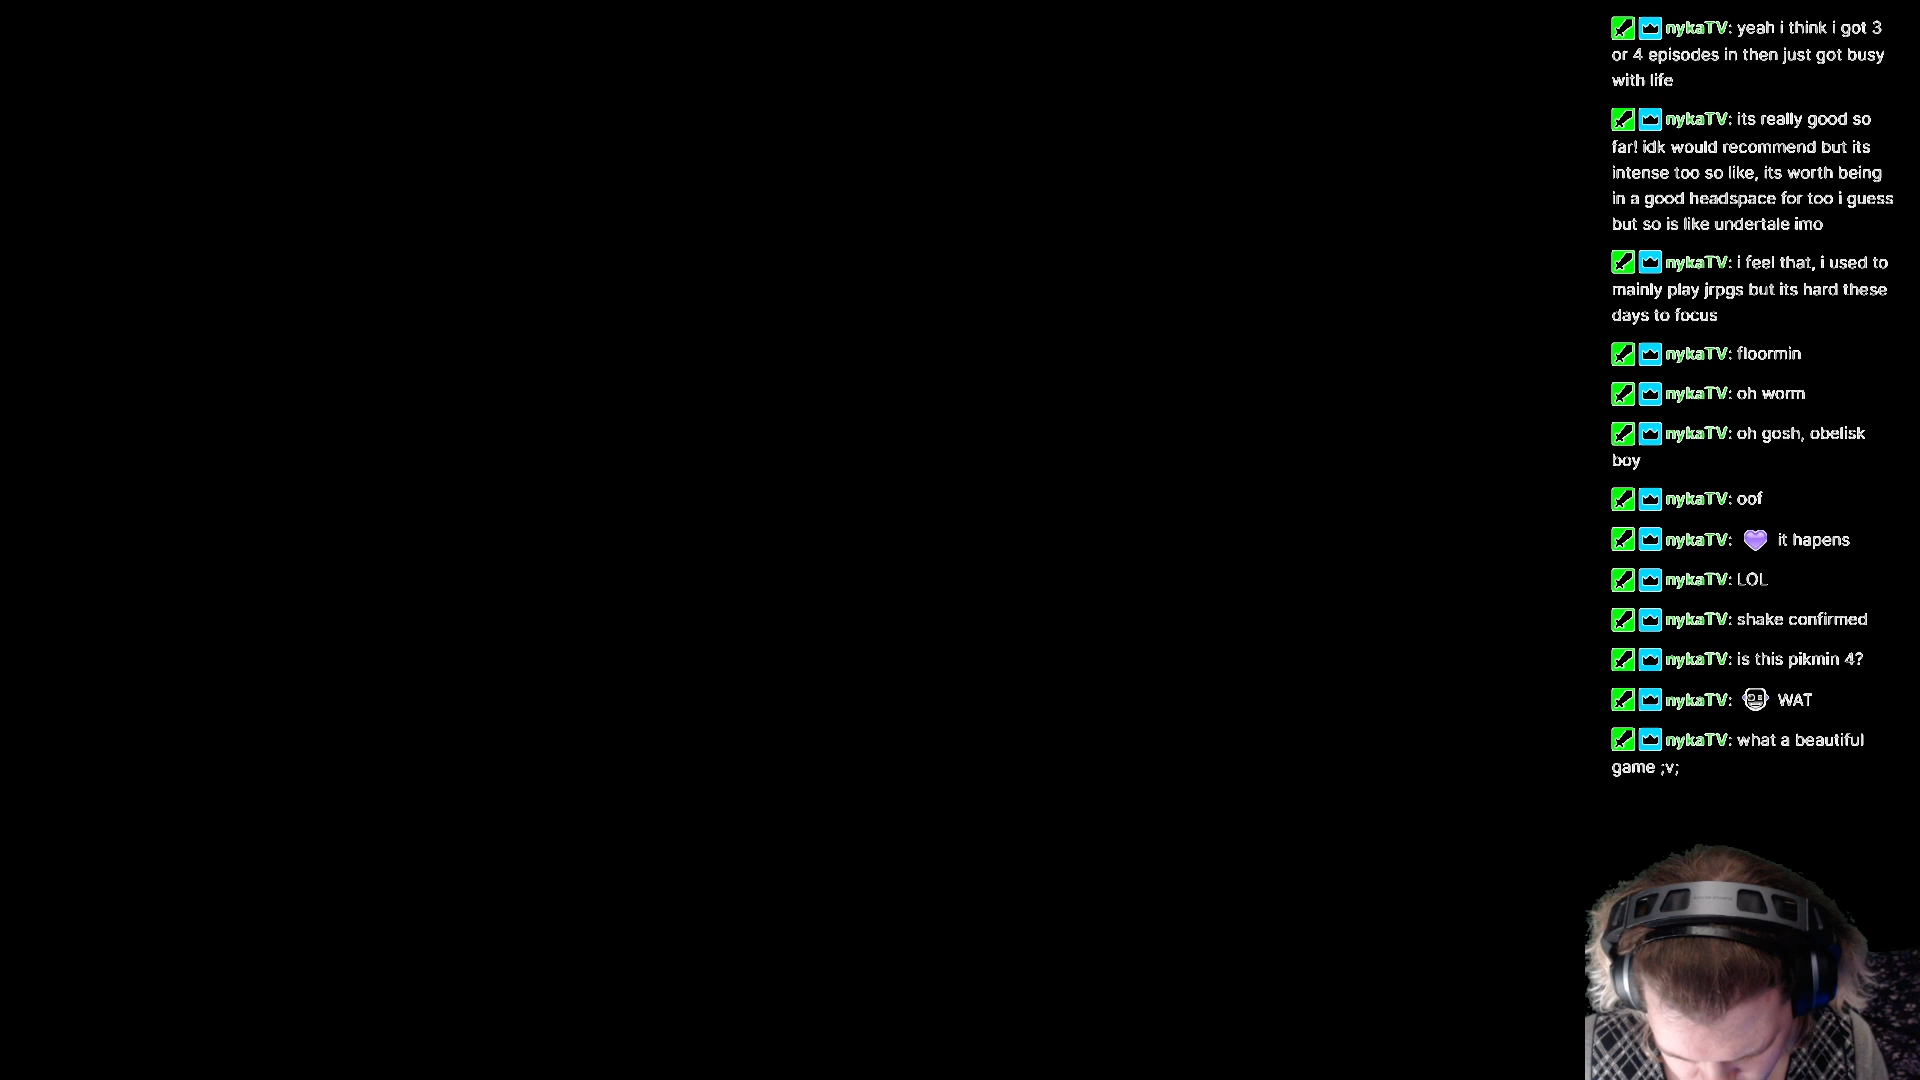 nykaTV: yeah i think i got 3
or 4 episodes in then just got busy
with life
nykaTV: its really good so
far! idk would recommend but its
intense too so like, its worth being
in a good headspace for too i guess
but so is like undertale imo
nykaTV: i feel that, i used to
mainly play jrpgs but its hard these
days to focus
nykaTV: floormin
nykaTV: oh worm
nykaTV: oh gosh, obelisk
boy
nykaTV: oof
nykaTV: it hapens
nykaTV: LOL
nykaTV: shake confirmed
nykaTV: is this pikmin 4?
nykaTV: WAT
nykaTV: what a beautiful
game ;v;